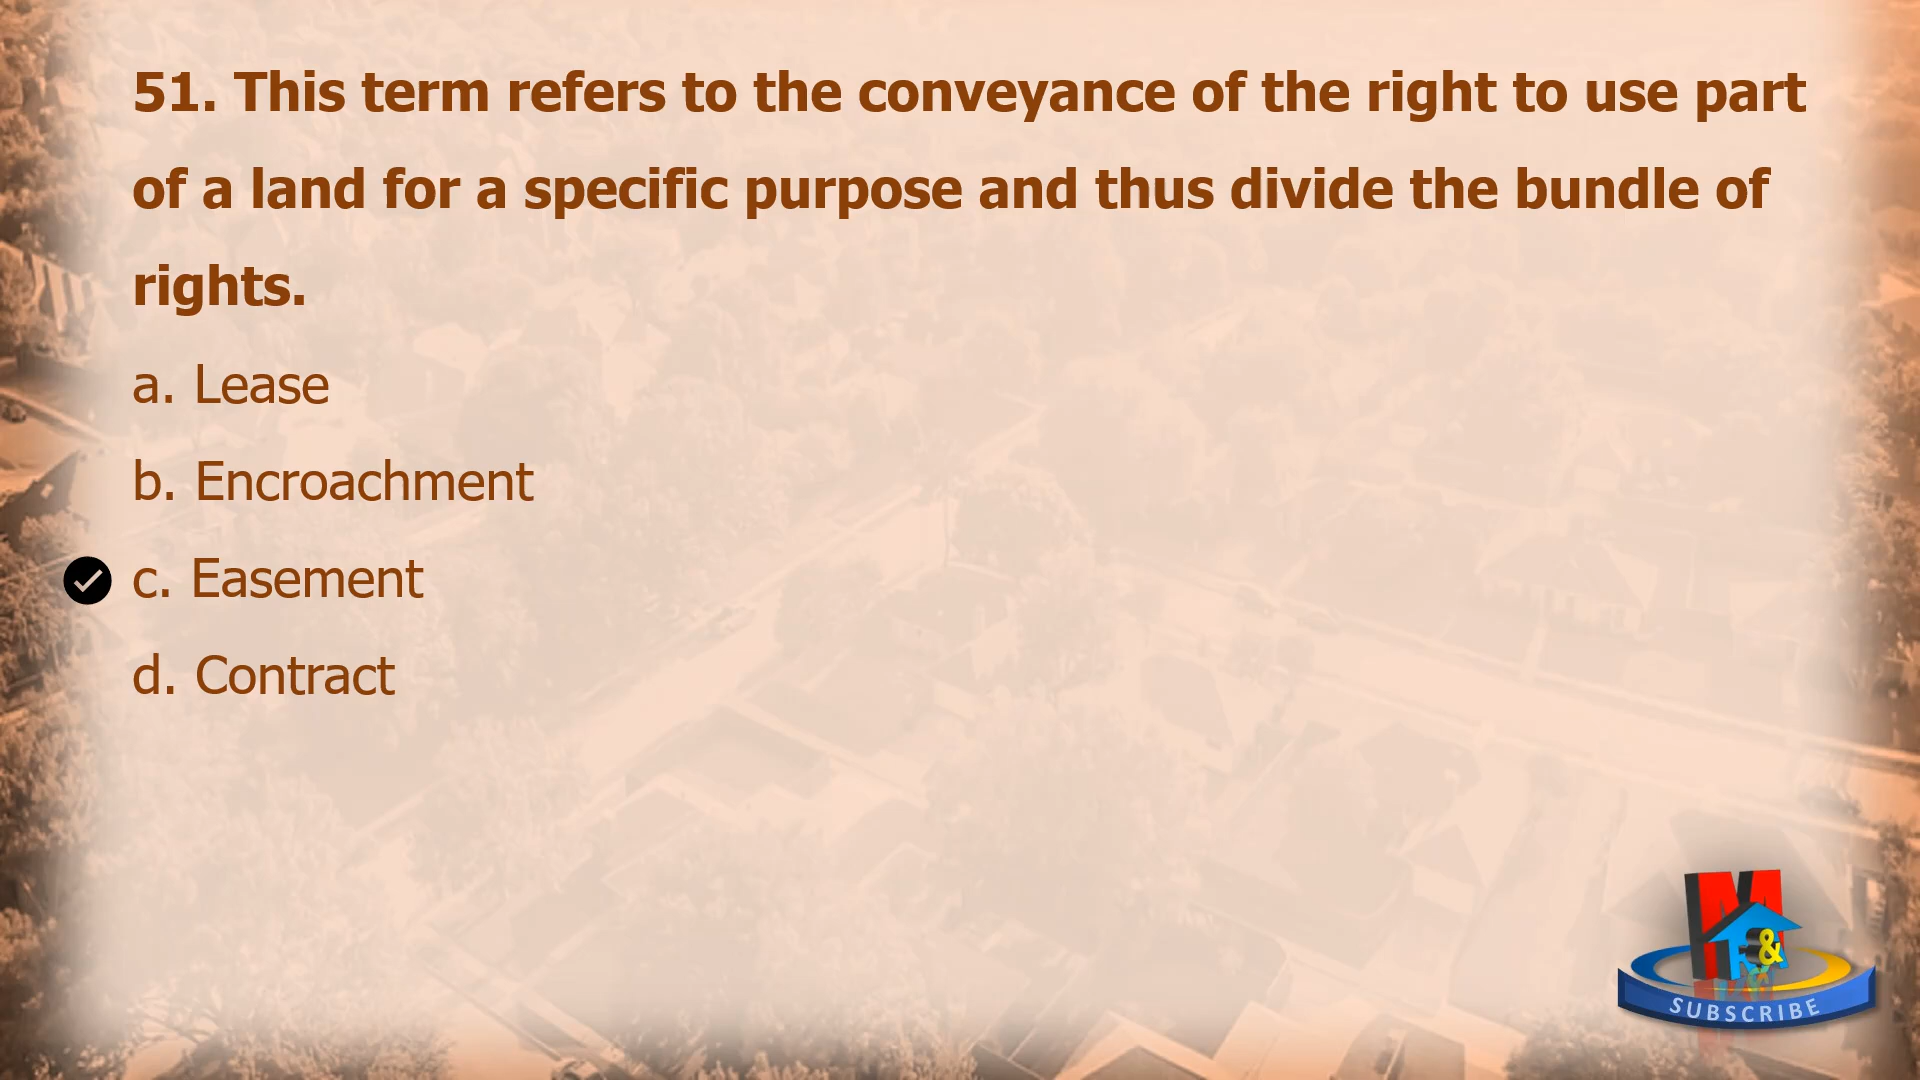 51. This term refers to the conveyance of the right to use part
of a land for a specific purpose and thus divide the bundle of
rights.
a. Lease
b. Encroachment
c. Easement
d. Contract
SUBSCRIBE